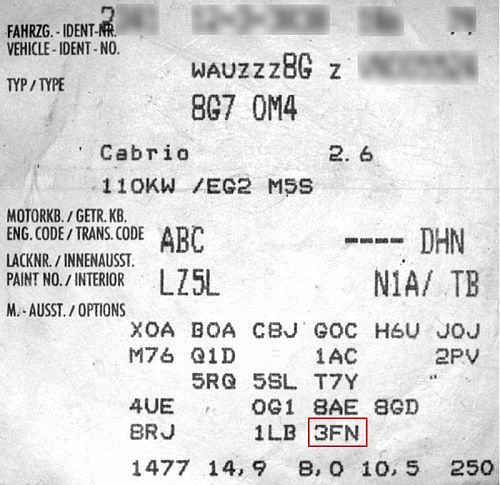 FAHRZG. - IDENT-NR.
VEHICLE - IDENT - NO.
WAUZZZ8G Z
TYP / TYPE
8G7 0M4
Cabrio 2.6
110KW /EG2 M5S
MOTORKB. / GETR. KB.
ENG. CODE / TRANS. CODE ABC ---- DHN
LACKNR. / INNENAUSST.
PAINT NO. / INTERIOR LZ5L N1A/ TB
M. - AUSST. / OPTIONS
X0A B0A C8J G0C H6U J0J
M76 Q1D 1AC 2PV
5RQ 5SL T7Y
4UE 0G1 8AE 8GD
8RJ 1LB 3FN
1477 14,9 8,0 10,5 250